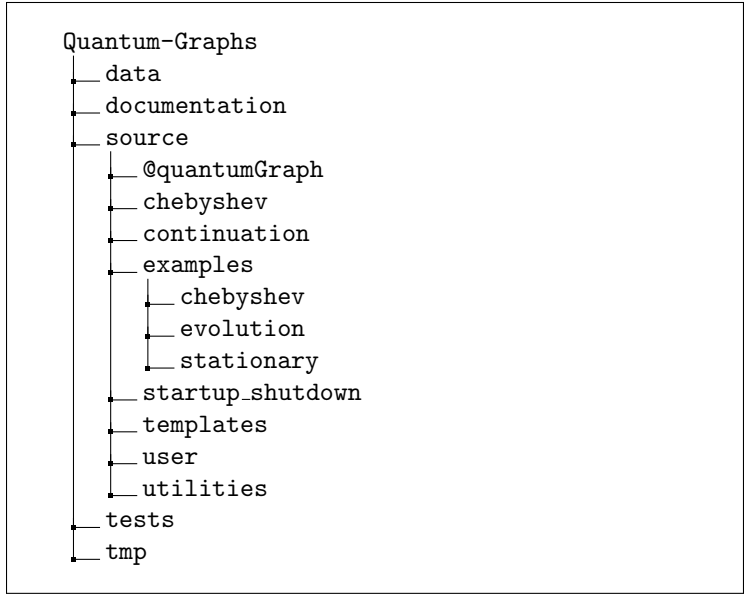 Quantum-Graphs
data
documentation
source
@quantumGraph
chebyshev
continuation
examples
chebyshev
evolution
stationary
startup_shutdown
templates
user
utilities
tests
tmp